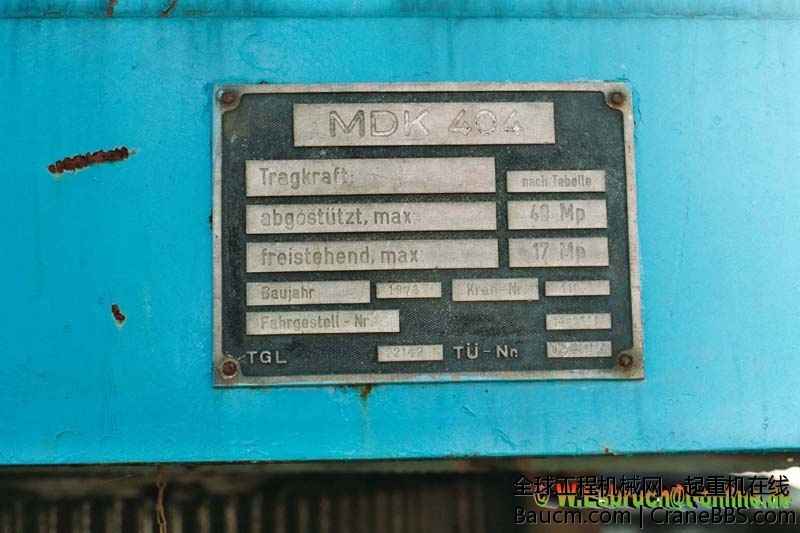 MDK 404
Tragkraft: nach Tabelle
abgestützt, max 40 Mp
freistehend, max 17 Mp
Baujahr 1973 Kran-Nr. 110
Fahrgestell-Nr.
TGL 22142 TÜ-Nr.
全球工程机械网 起重机在线
Baucm.com | CraneBBS.com